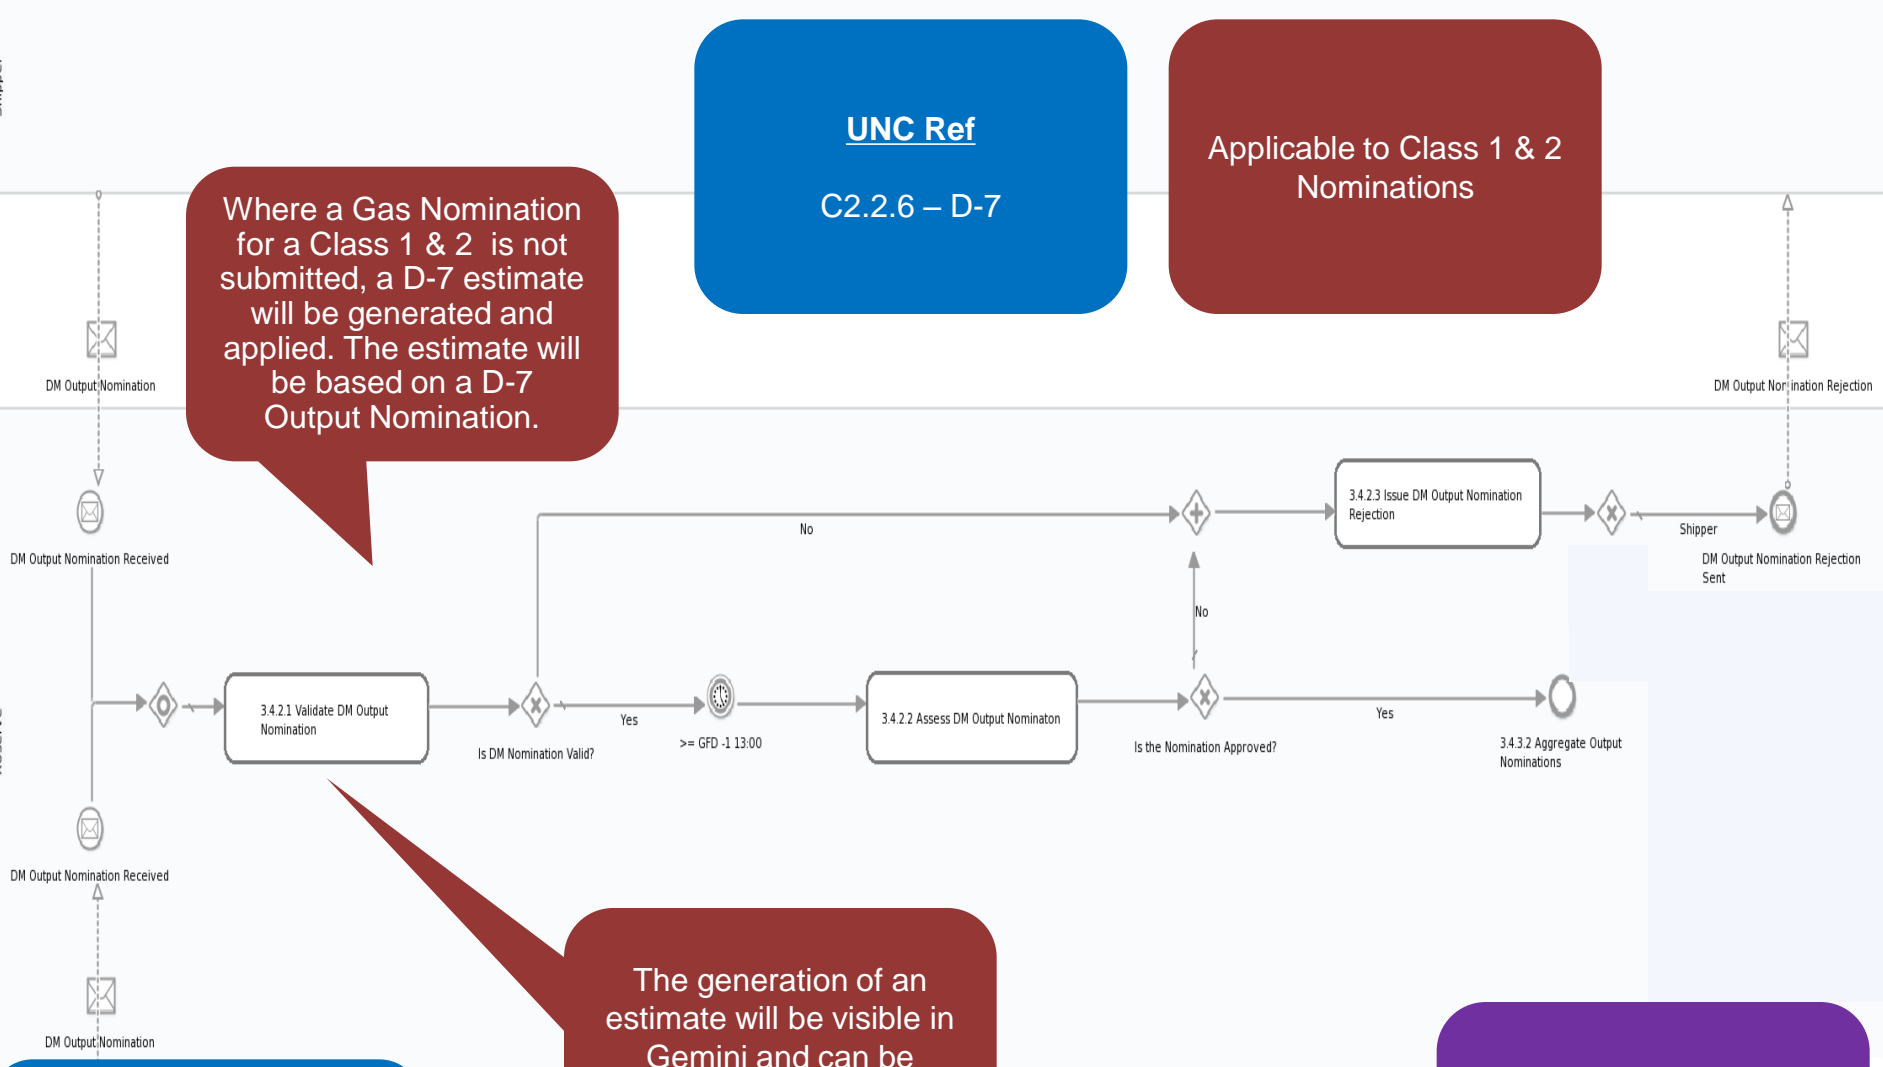 UNC Ref
C2.2.6 – D-7
Applicable to Class 1 & 2
Nominations
Where a Gas Nomination
for a Class 1 & 2 is not
submitted, a D-7 estimate
will be generated and
applied. The estimate will
be based on a D-7
Output Nomination.
DM Output Nomination
DM Output Nomination Rejection
DM Output Nomination Received
No
3.4.2.3 Issue DM Output Nomination
Rejection
Shipper
DM Output Nomination Rejection
Sent
No
3.4.2.1 Validate DM Output
Nomination
Is DM Nomination Valid?
Yes
>= GFD -1 13:00
3.4.2.2 Assess DM Output Nominaton
Is the Nomination Approved?
Yes
3.4.3.2 Aggregate Output
Nominations
DM Output Nomination Received
DM Output Nomination
The generation of an
estimate will be visible in
Gemini and can be